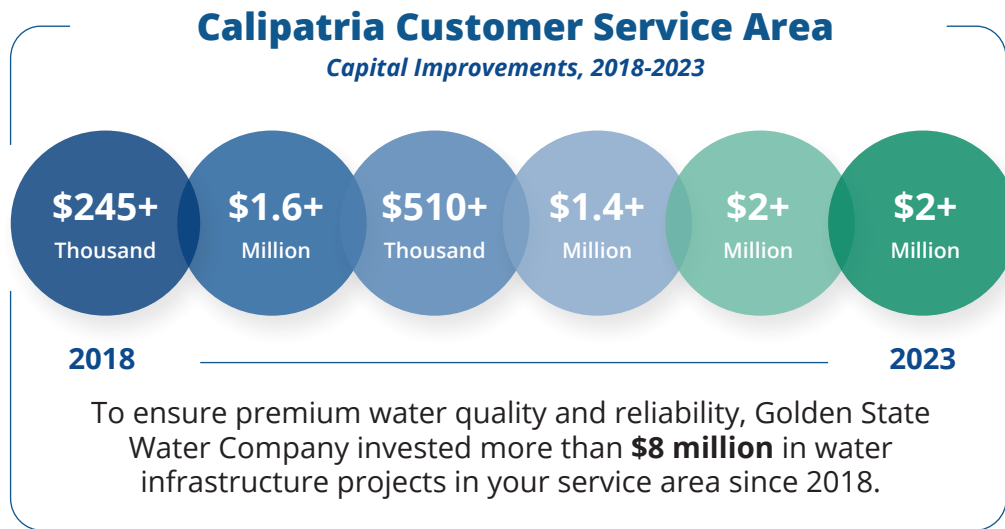 Calipatria Customer Service Area
Capital Improvements, 2018-2023
$245+
Thousand
$1.6+
Million
$510+
Thousand
$1.4+
Million
$2+
Million
$2+
Million
2018
2023
To ensure premium water quality and reliability, Golden State
Water Company invested more than $8 million in water
infrastructure projects in your service area since 2018.